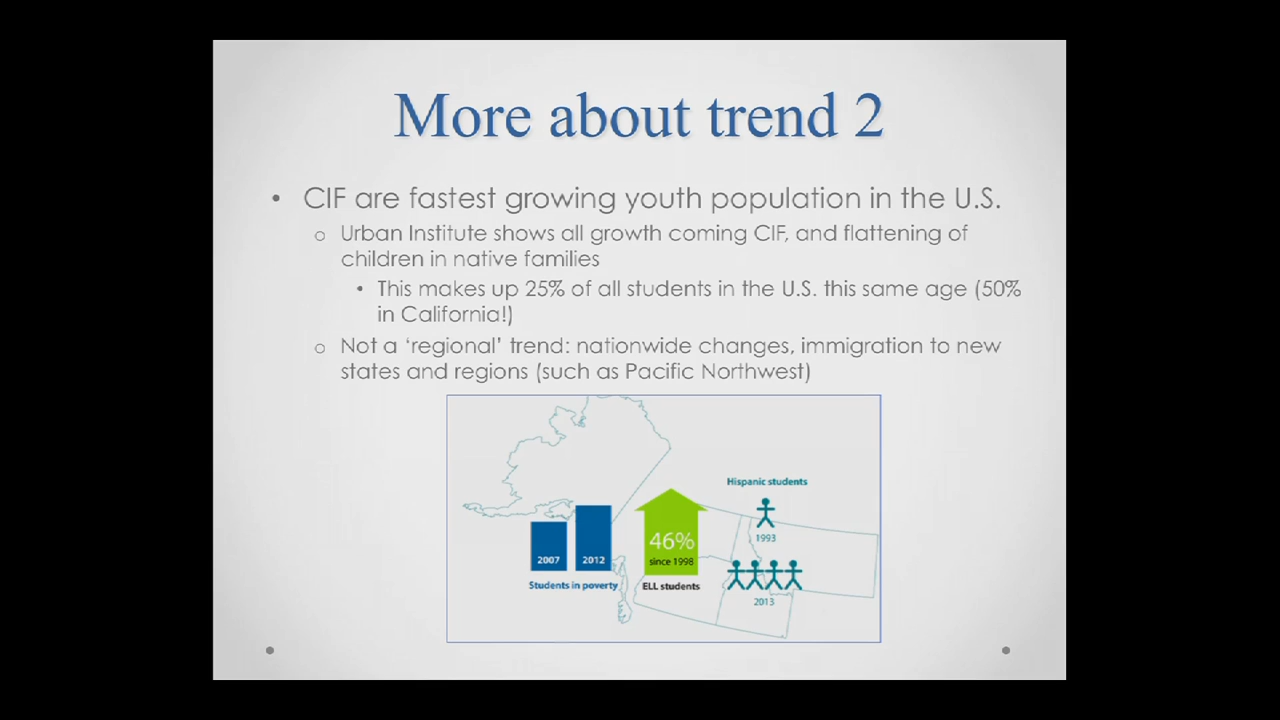 More about trend 2
• CIF are fastest growing youth population in the U.S.
o Urban Institute shows all growth coming CIF, and flattening of
children in native families
• This makes up 25% of all students in the U.S. this same age (50%
in California!)
o Not a ‘regional’ trend: nationwide changes, immigration to new
states and regions (such as Pacific Northwest)
Hispanic students
1993
46%
since 1998
2007 2012
Students in poverty
ELL students
2013